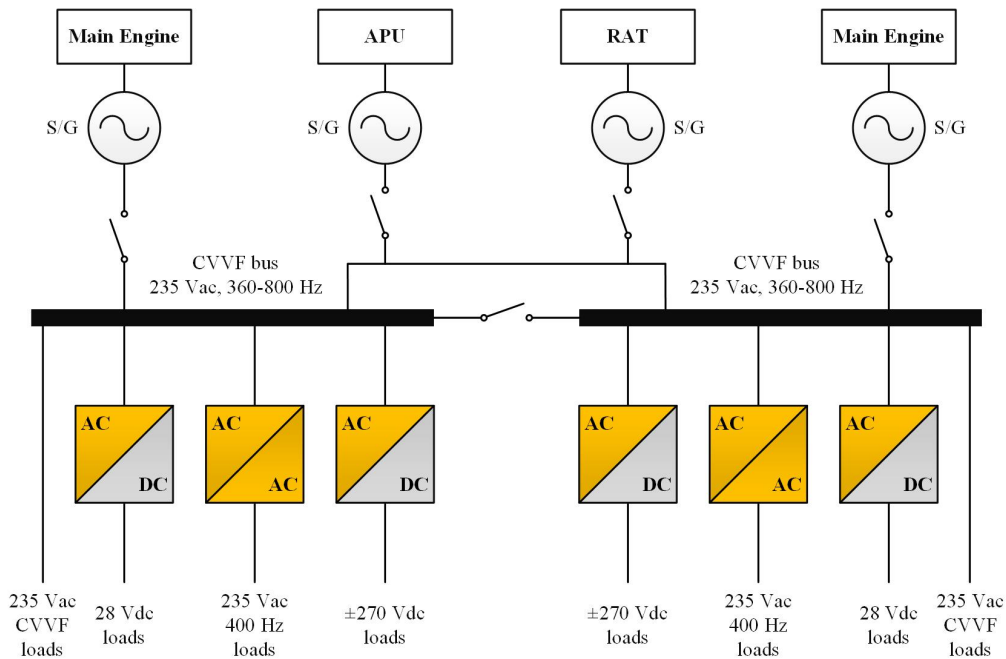 Main Engine
APU
RAT
Main Engine
S/G
S/G
S/G
S/G
CVVF bus
235 Vac, 360-800 Hz
CVVF bus
235 Vac, 360-800 Hz
AC
DC
AC
AC
AC
DC
AC
DC
AC
AC
AC
DC
235 Vac
CVVF
loads
28 Vdc
loads
235 Vac
400 Hz
loads
±270 Vdc
loads
±270 Vdc
loads
235 Vac
400 Hz
loads
28 Vdc
loads
235 Vac
CVVF
loads